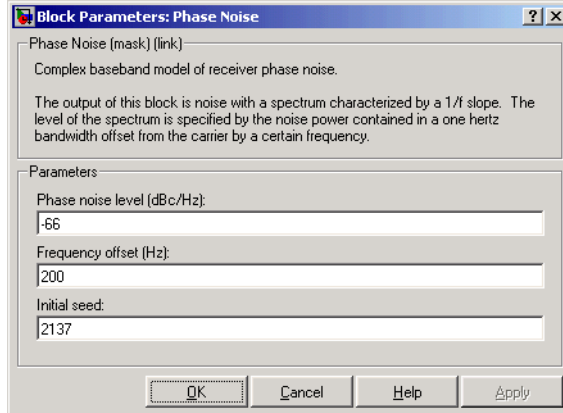 Block Parameters: Phase Noise
Phase Noise (mask) (link)
Complex baseband model of receiver phase noise.
The output of this block is noise with a spectrum characterized by a 1/f slope. The
level of the spectrum is specified by the noise power contained in a one hertz
bandwidth offset from the carrier by a certain frequency.
Parameters
Phase noise level (dBc/Hz):
-66
Frequency offset (Hz):
200
Initial seed:
2137
OK Cancel Help Apply